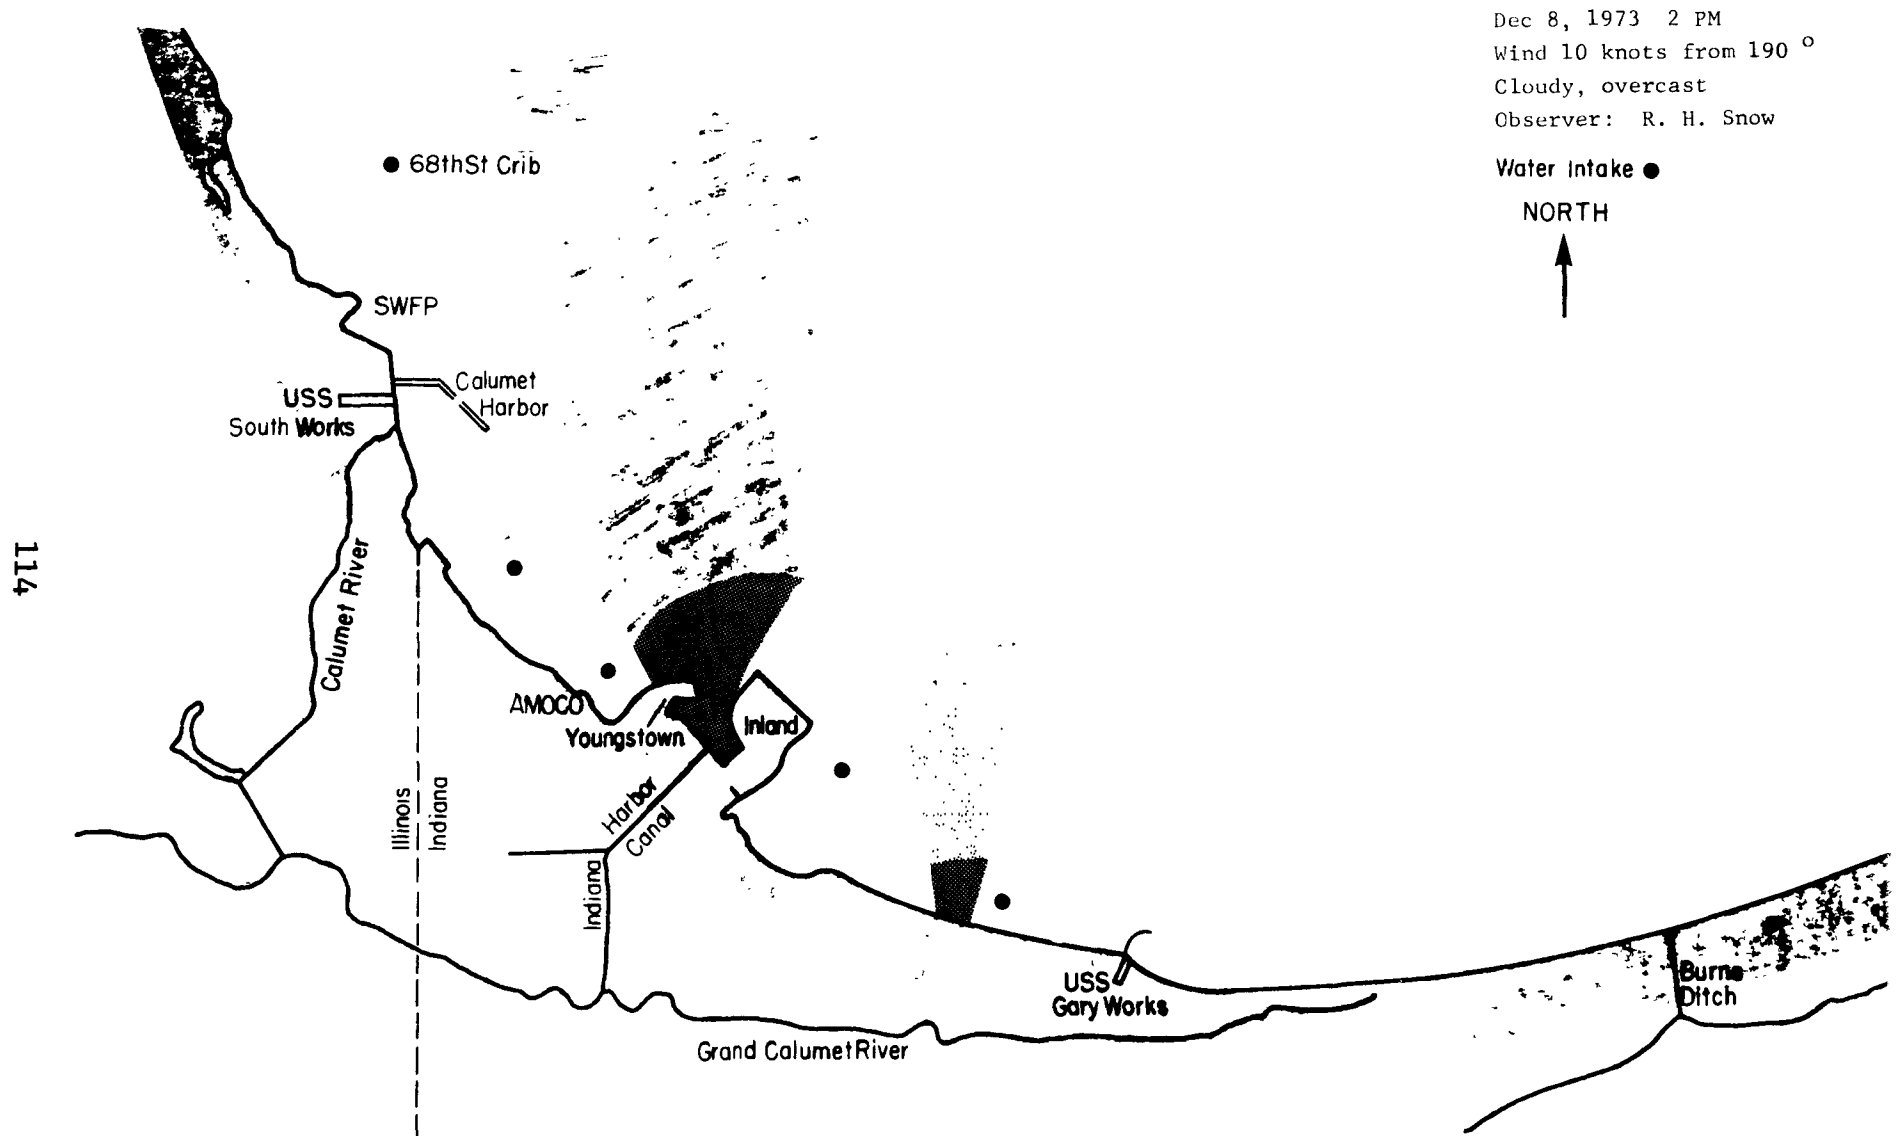 Dec 8, 1973 2 PM
Wind 10 knots from 190 °
Cloudy, overcast
Observer: R. H. Snow
Water Intake
NORTH
68thSt Crib
SWFP
Calumet
Harbor
USS
South Works
114
Calumet River
AMOCO
Youngstown
Inland
Harbor
Canal
Illinois
Indiana
Indiana
USS
Gary Works
Burns
Ditch
Grand Calumet River